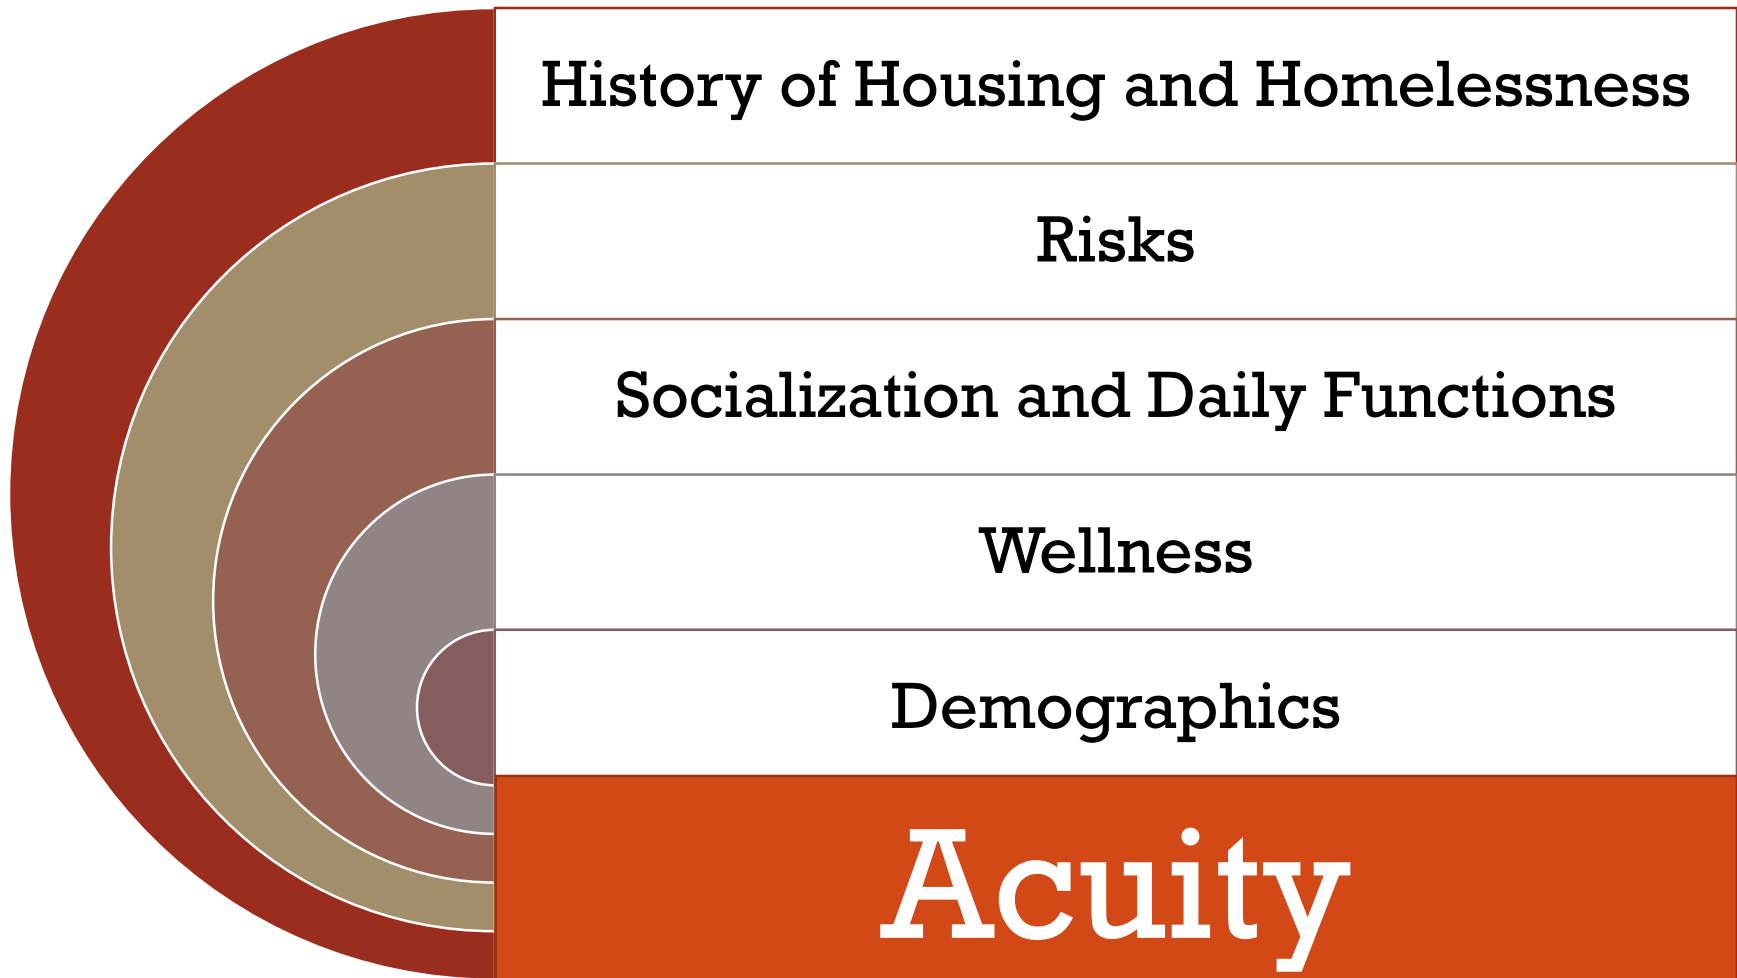 History of Housing and Homelessness
Risks
Socialization and Daily Functions
Wellness
Demographics
Acuity